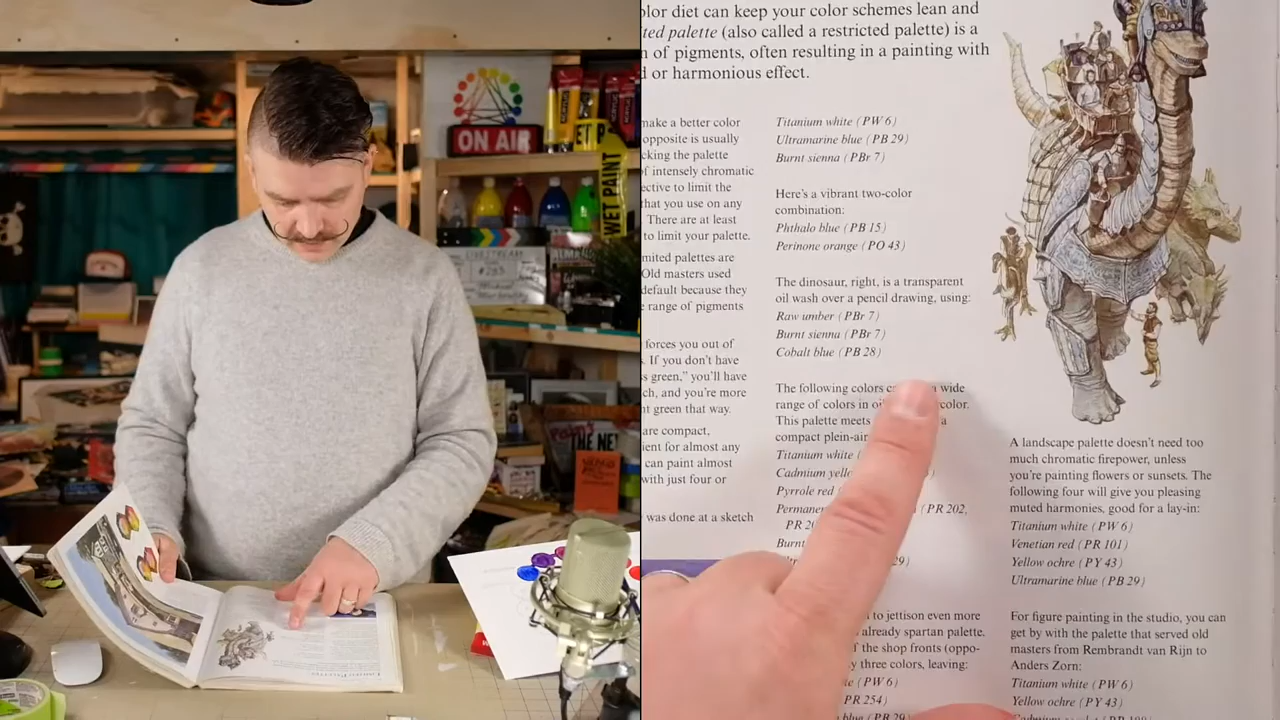 ON AIR
WET PAINT
ACRYLIC
LIVESTREAM
#283
THE NE
olor diet can keep your color schemes lean and
ted palette (also called a restricted palette) is a
n of pigments, often resulting in a painting with
d or harmonious effect.
make a better color
opposite is usually
cking the palette
f intensely chromatic
ective to limit the
that you use on any
There are at least
to limit your palette.
mited palettes are
Old masters used
default because they
range of pigments
forces you out of
. If you don't have
s green," you'll have
ch, and you're more
nt green that way.
are compact,
ient for almost any
can paint almost
with just four or
was done at a sketch
Titanium white (PW 6)
Ultramarine blue (PB 29)
Burnt sienna (PBr 7)
Here's a vibrant two-color
combination:
Phthalo blue (PB 15)
Perinone orange (PO 43)
The dinosaur, right, is a transparent
oil wash over a pencil drawing, using:
Raw umber (PBr 7)
Burnt sienna (PBr 7)
Cobalt blue (PB 28)
The following colors a wide
range of colors in color.
This palette meets a
compact plein-air
Titanium white
Cadmium yello
Pyrrole red
Permanen (PR 202,
PR 20
Burnt
29)
to jettison even more
already spartan palette.
f the shop fronts (oppo-
y three colors, leaving:
te (PW 6)
PR 254)
blue (PB 29)
A landscape palette doesn't need too
much chromatic firepower, unless
you're painting flowers or sunsets. The
following four will give you pleasing
muted harmonies, good for a lay-in:
Titanium white (PW 6)
Venetian red (PR 101)
Yellow ochre (PY 43)
Ultramarine blue (PB 29)
For figure painting in the studio, you can
get by with the palette that served old
masters from Rembrandt van Rijn to
Anders Zorn:
Titanium white (PW 6)
Yellow ochre (PY 43)